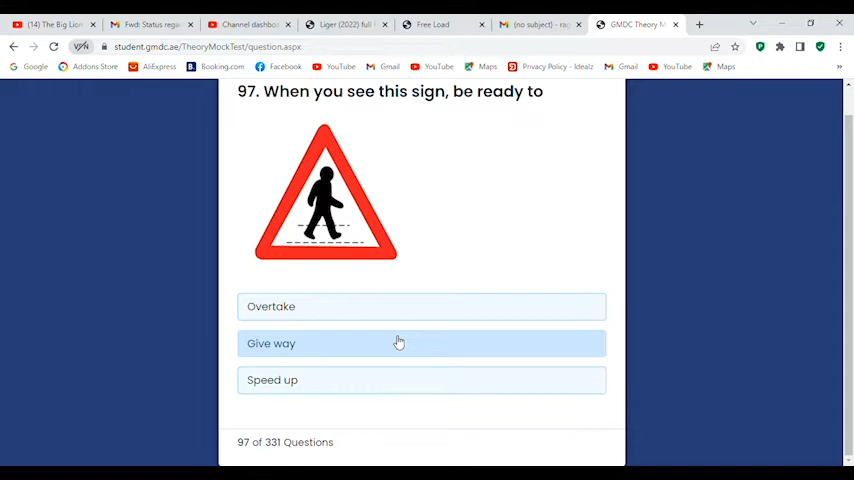 (14) The Big Lion
Fwd: Status rega
Channel dashboa
Liger (2022) full
Free Load
(no subject) - rag
GMDC Theory M
VPN
student.gmdc.ae/TheoryMockTest/question.aspx
Google
Addons Store
AliExpress
Booking.com
Facebook
YouTube
Gmail
YouTube
Maps
Privacy Policy - Idealz
Gmail
YouTube
Maps
97. When you see this sign, be ready to
Overtake
Give way
Speed up
97 of 331 Questions